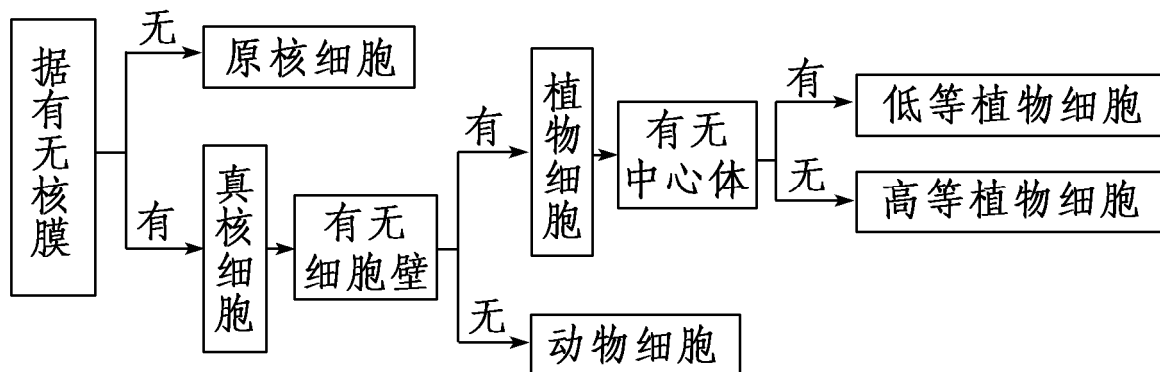 据有无核膜
无
原核细胞
有
真核细胞
有无
细胞壁
有
植物细胞
有无
中心体
有
低等植物细胞
无
高等植物细胞
无
动物细胞